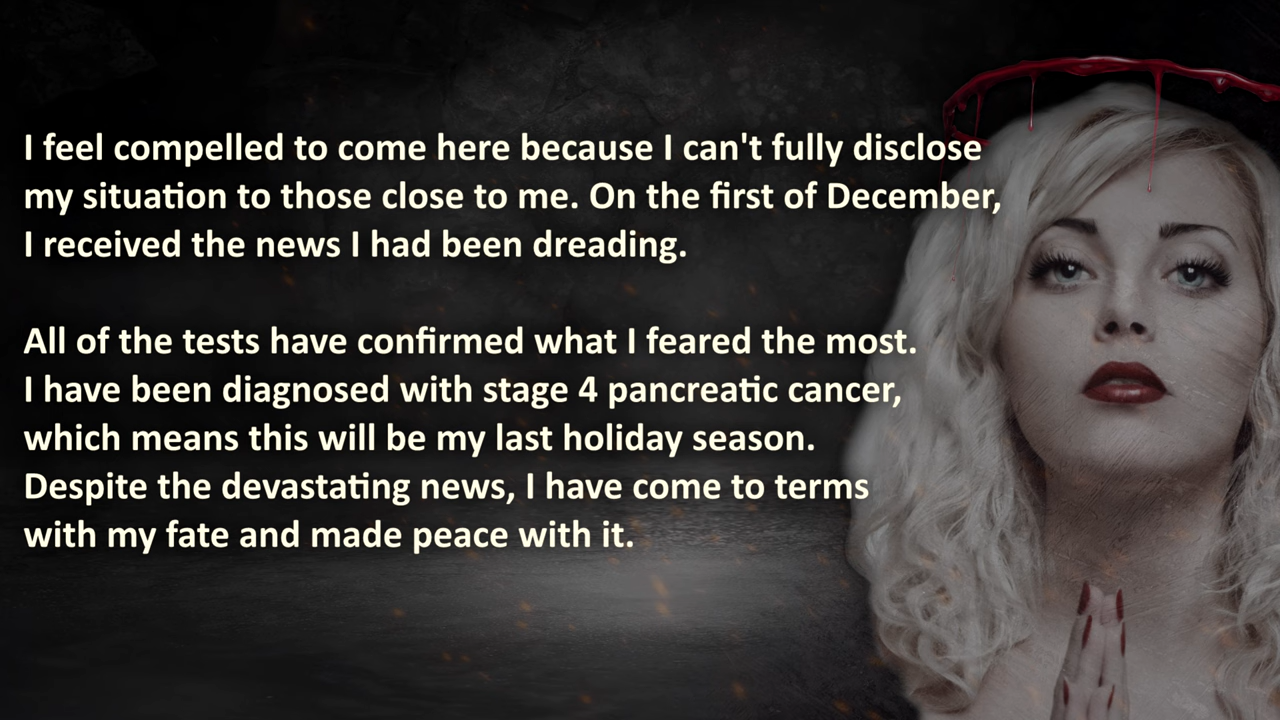 I feel compelled to come here because I can't fully disclose
my situation to those close to me. On the first of December,
I received the news I had been dreading.
All of the tests have confirmed what I feared the most.
I have been diagnosed with stage 4 pancreatic cancer,
which means this will be my last holiday season.
Despite the devastating news, I have come to terms
with my fate and made peace with it.